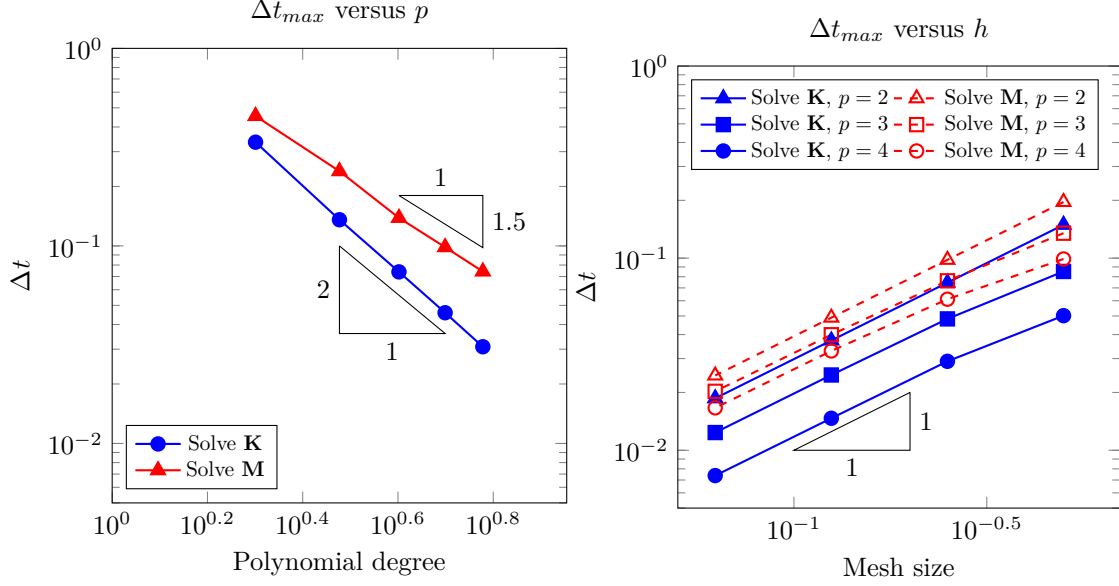 Δt_max versus p
10^0
10^−1
10^−2
Δt
1
1.5
2
1
Solve K
Solve M
10^0
10^0.2
10^0.4
10^0.6
10^0.8
Polynomial degree
Δt_max versus h
10^0
10^−1
10^−2
Δt
Solve K, p = 2
Solve M, p = 2
Solve K, p = 3
Solve M, p = 3
Solve K, p = 4
Solve M, p = 4
1
1
10^−1
10^−0.5
Mesh size